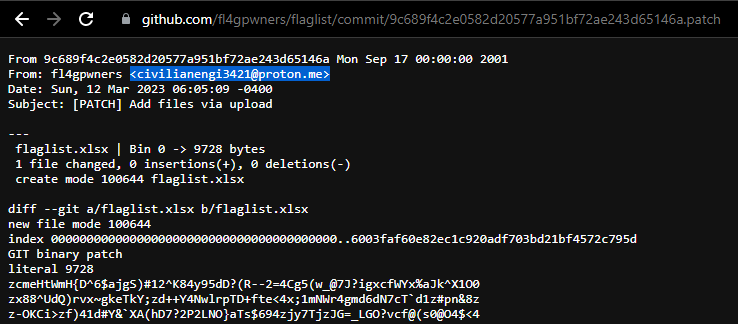 github.com/fl4gpwners/flaglist/commit/9c689f4c2e0582d20577a951bf72ae243d65146a.patch
From 9c689f4c2e0582d20577a951bf72ae243d65146a Mon Sep 17 00:00:00 2001
From: fl4gpwners <civilianengi3421@proton.me>
Date: Sun, 12 Mar 2023 06:05:09 -0400
Subject: [PATCH] Add files via upload
---
flaglist.xlsx | Bin 0 -> 9728 bytes
1 file changed, 0 insertions(+), 0 deletions(-)
create mode 100644 flaglist.xlsx
diff --git a/flaglist.xlsx b/flaglist.xlsx
new file mode 100644
index 0000000000000000000000000000000000000000..6003faf60e82ec1c920adf703bd21bf4572c795d
GIT binary patch
literal 9728
zcmeHtWmH{D^6$ajgS)#12^K84y95dD?(R--2=4Cg5(w_@7J?igxcfWYx%aJk^X1O0
zx88^UdQ)rvx~gkeTkY;zd++Y4NwlrpTD+fte<4x;1mNWr4gmd6dN7cT`d1z#pn&8z
z-OKCi>zf)41d#Y&`XA(hD7?2P2LNO}aTs$694zjy7TjzJG=_LGO?vcf@(s0@O4$<4